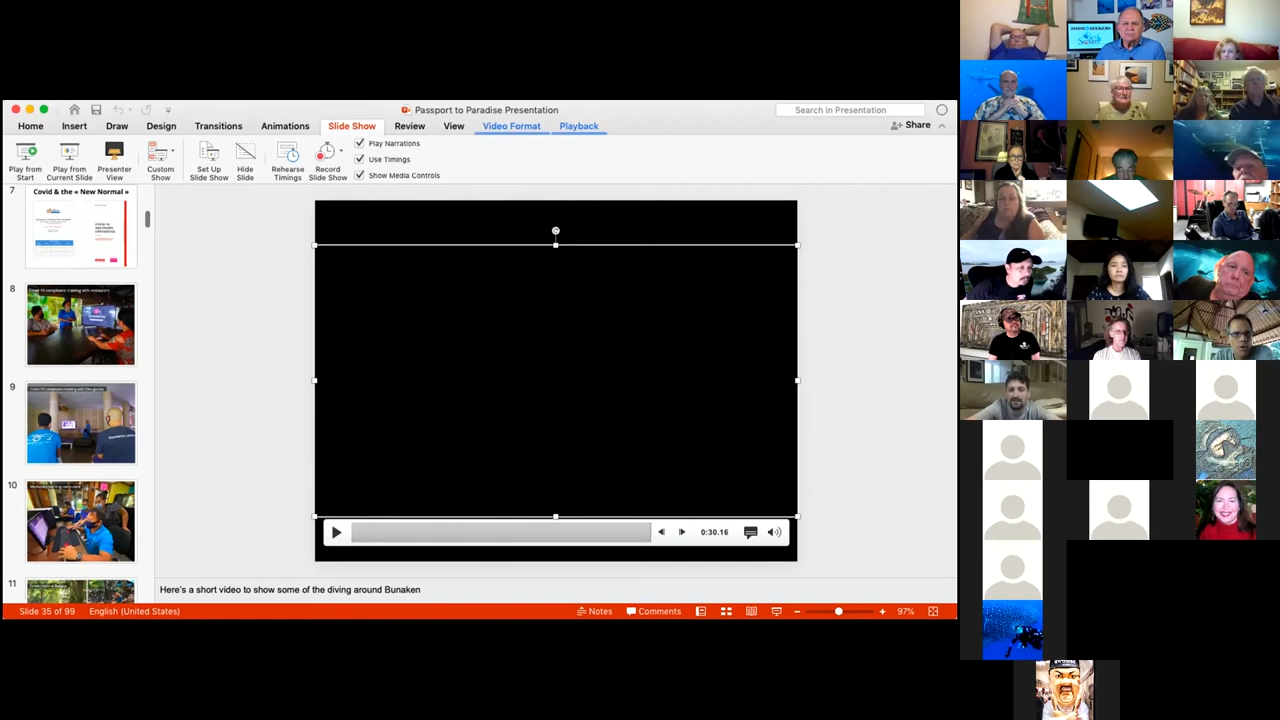 Passport to Paradise Presentation
Search in Presentation
Home Insert Draw Design Transitions Animations Slide Show Review View Video Format Playback
Share
Play from Start
Play from Current Slide
Presenter View
Custom Show
Set Up Slide Show
Hide Slide
Rehearse Timings
Record Slide Show
Play Narrations
Use Timings
Show Media Controls
7
Covid & the « New Normal »
8
9
10
11
0:30.16
Here's a short video to show some of the diving around Bunaken
Slide 35 of 99
English (United States)
Notes
Comments
97%